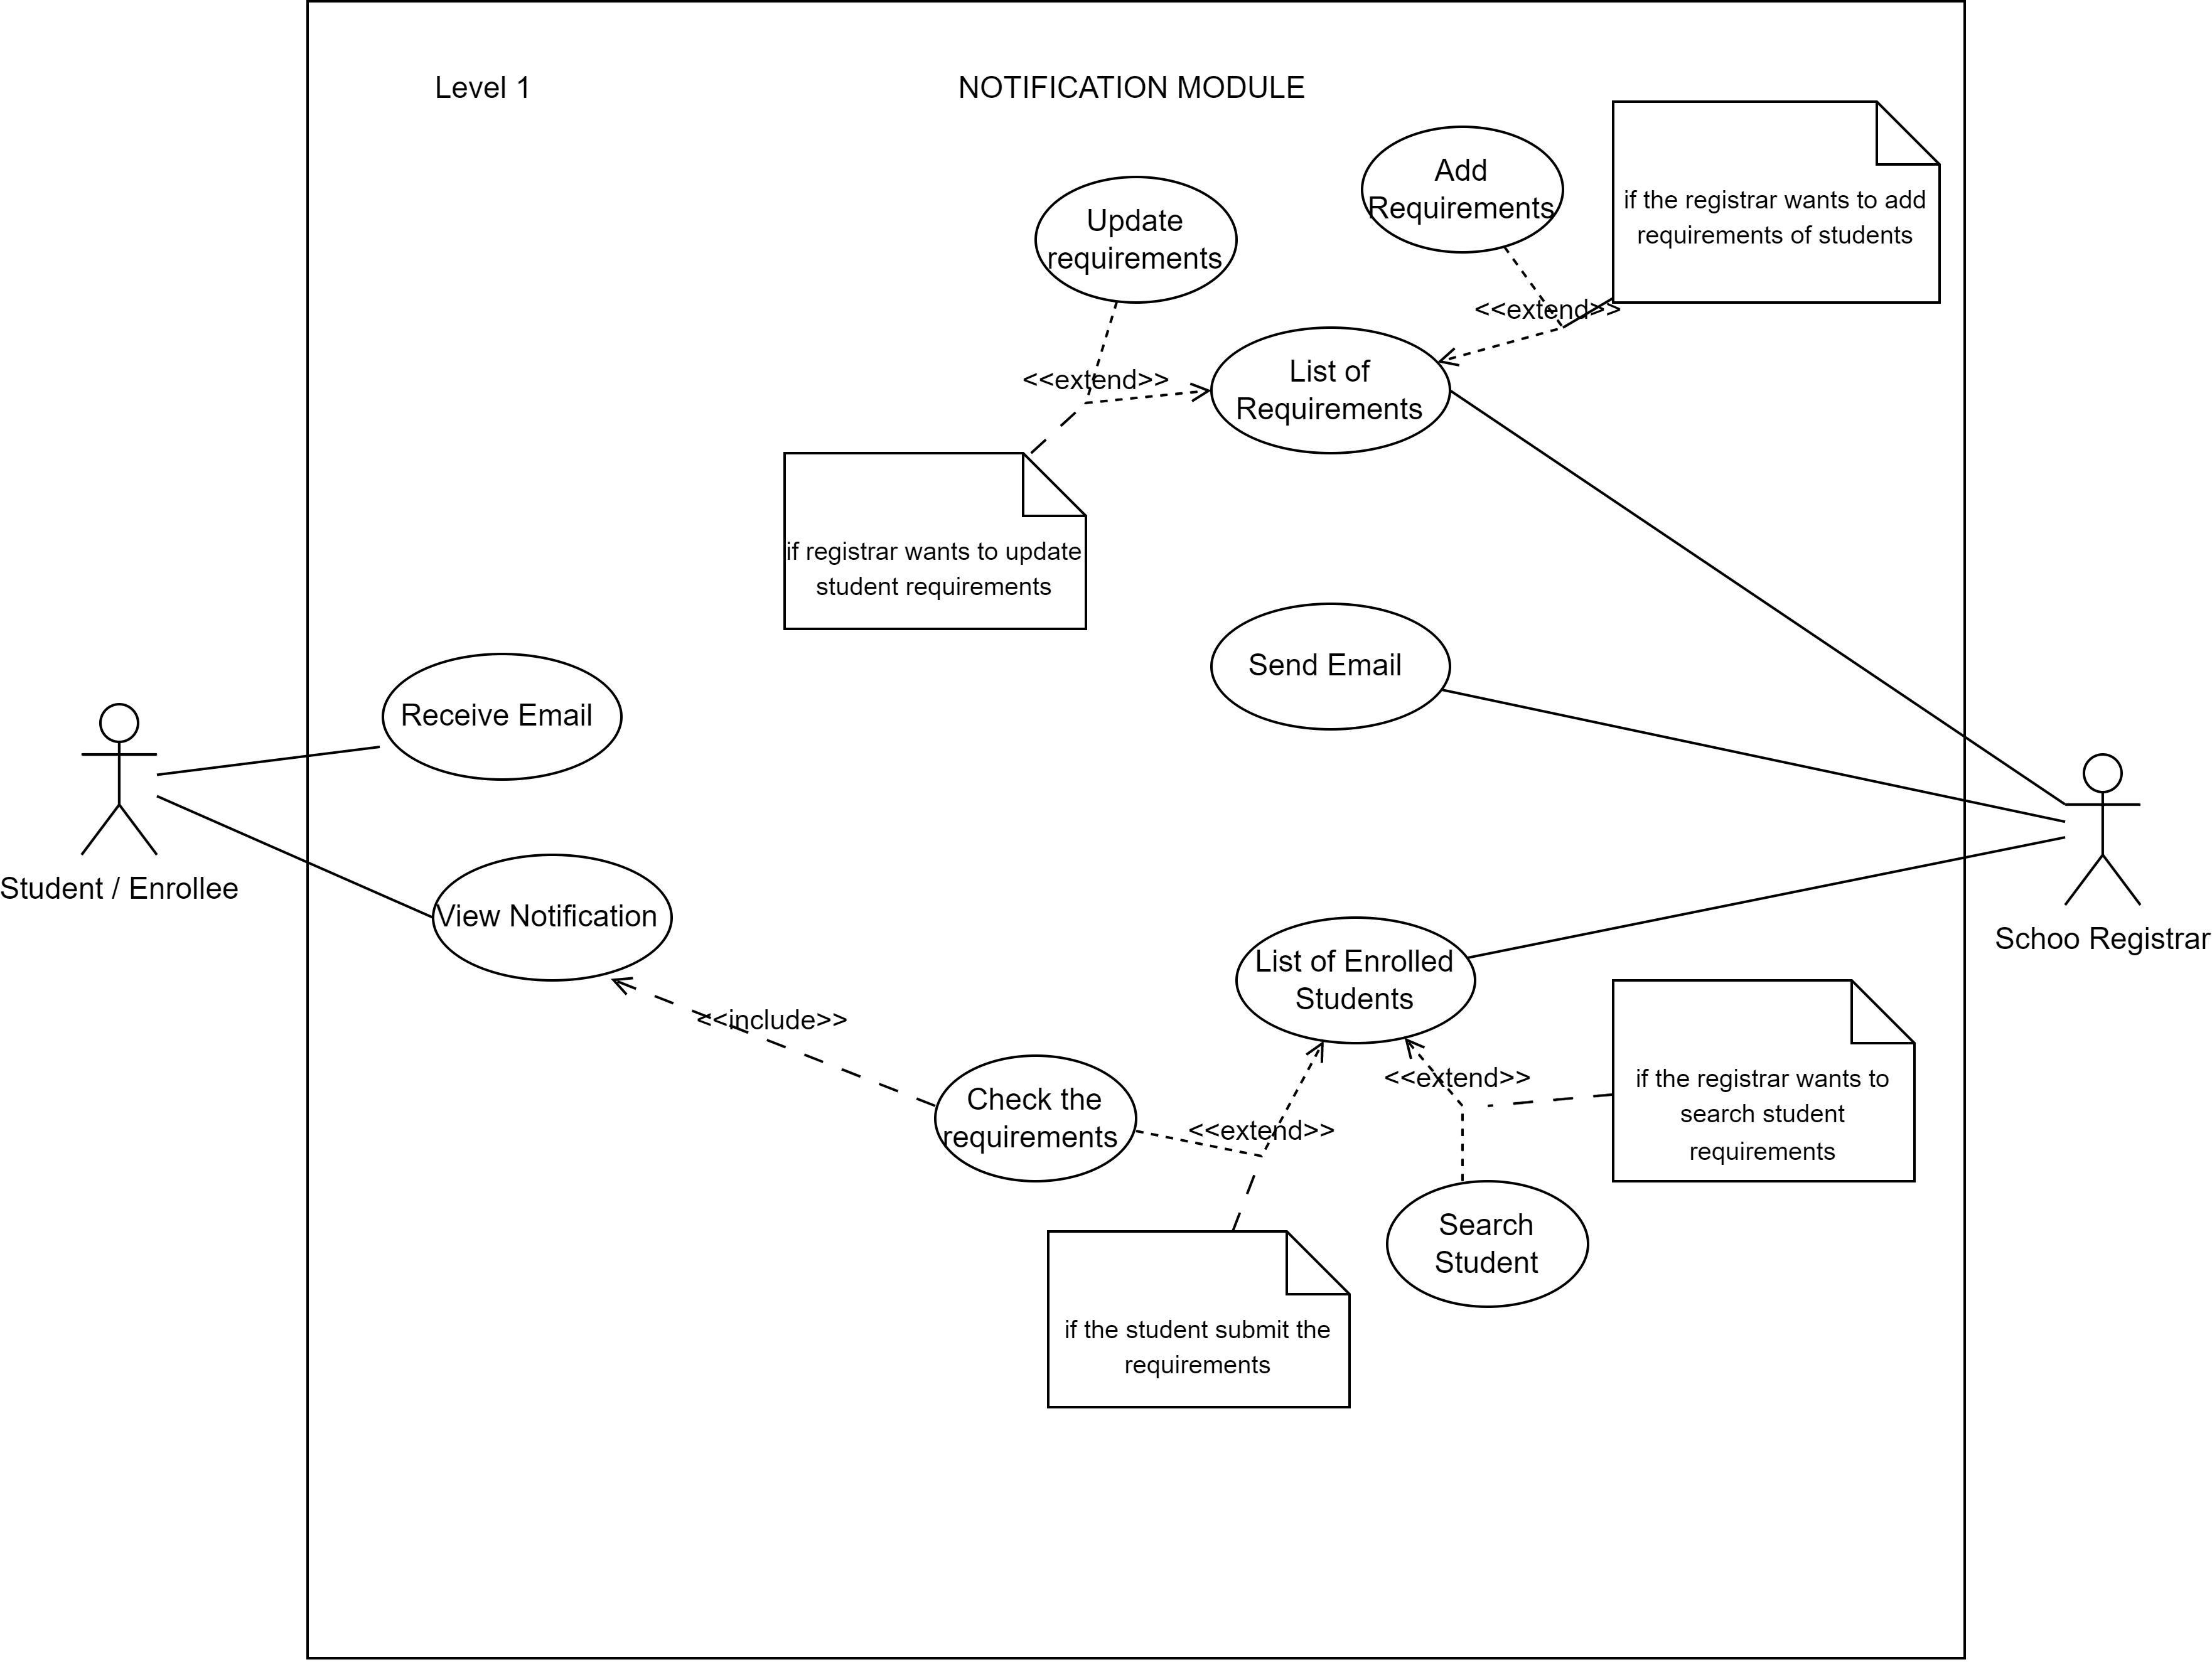 Level 1
NOTIFICATION MODULE
Add
Requirements
if the registrar wants to add
requirements of students
Update
requirements
<<extend>>
<<extend>>
List of
Requirements
if registrar wants to update
student requirements
Send Email
Receive Email
Student / Enrollee
View Notification
Schoo Registrar
List of Enrolled
Students
<<include>>
<<extend>>
if the registrar wants to
search student
requirements
Check the
requirements
<<extend>>
Search
Student
if the student submit the
requirements